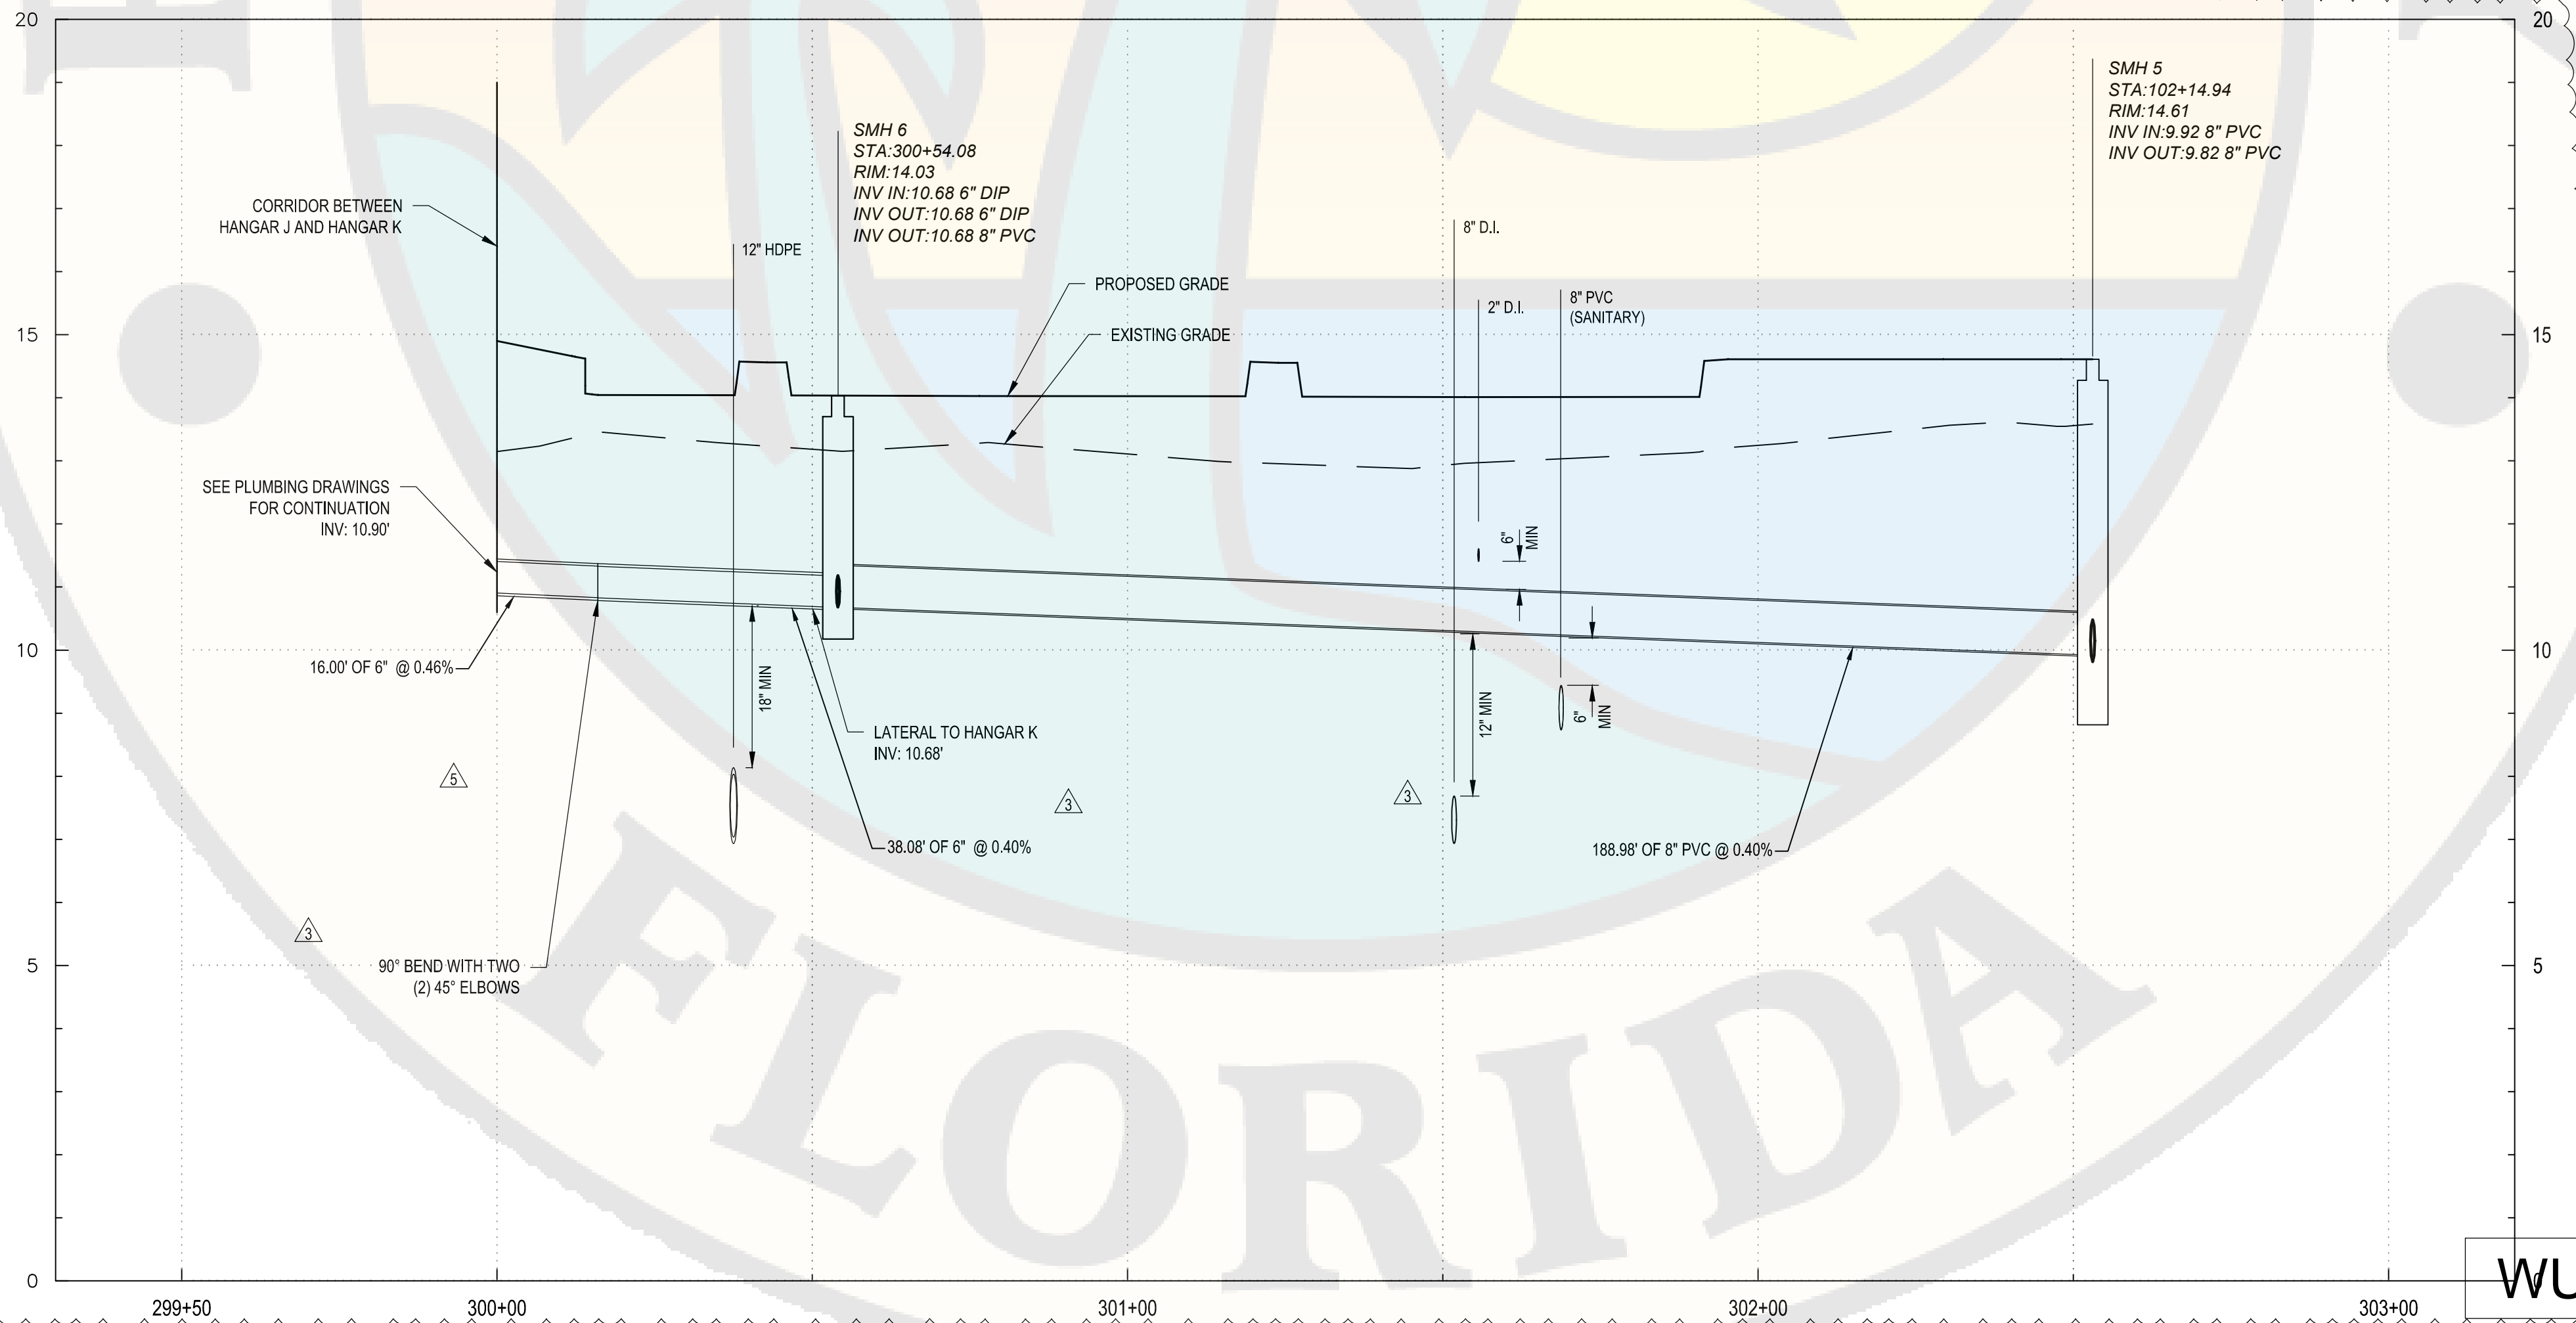 20
20
SMH 5
STA:102+14.94
RIM:14.61
INV IN:9.92 8" PVC
INV OUT:9.82 8" PVC
SMH 6
STA:300+54.08
RIM:14.03
INV IN:10.68 6" DIP
INV OUT:10.68 6" DIP
INV OUT:10.68 8" PVC
CORRIDOR BETWEEN
HANGAR J AND HANGAR K
12" HDPE
8" D.I.
2" D.I.
8" PVC
(SANITARY)
PROPOSED GRADE
EXISTING GRADE
15
15
SEE PLUMBING DRAWINGS
FOR CONTINUATION
INV: 10.90'
6"
MIN
10
10
16.00' OF 6" @ 0.46%
18" MIN
12" MIN
6"
MIN
LATERAL TO HANGAR K
INV: 10.68'
5
3
3
38.08' OF 6" @ 0.40%
188.98' OF 8" PVC @ 0.40%
3
90° BEND WITH TWO
(2) 45° ELBOWS
5
5
FLORIDA
0
0
WU
299+50
300+00
301+00
302+00
303+00